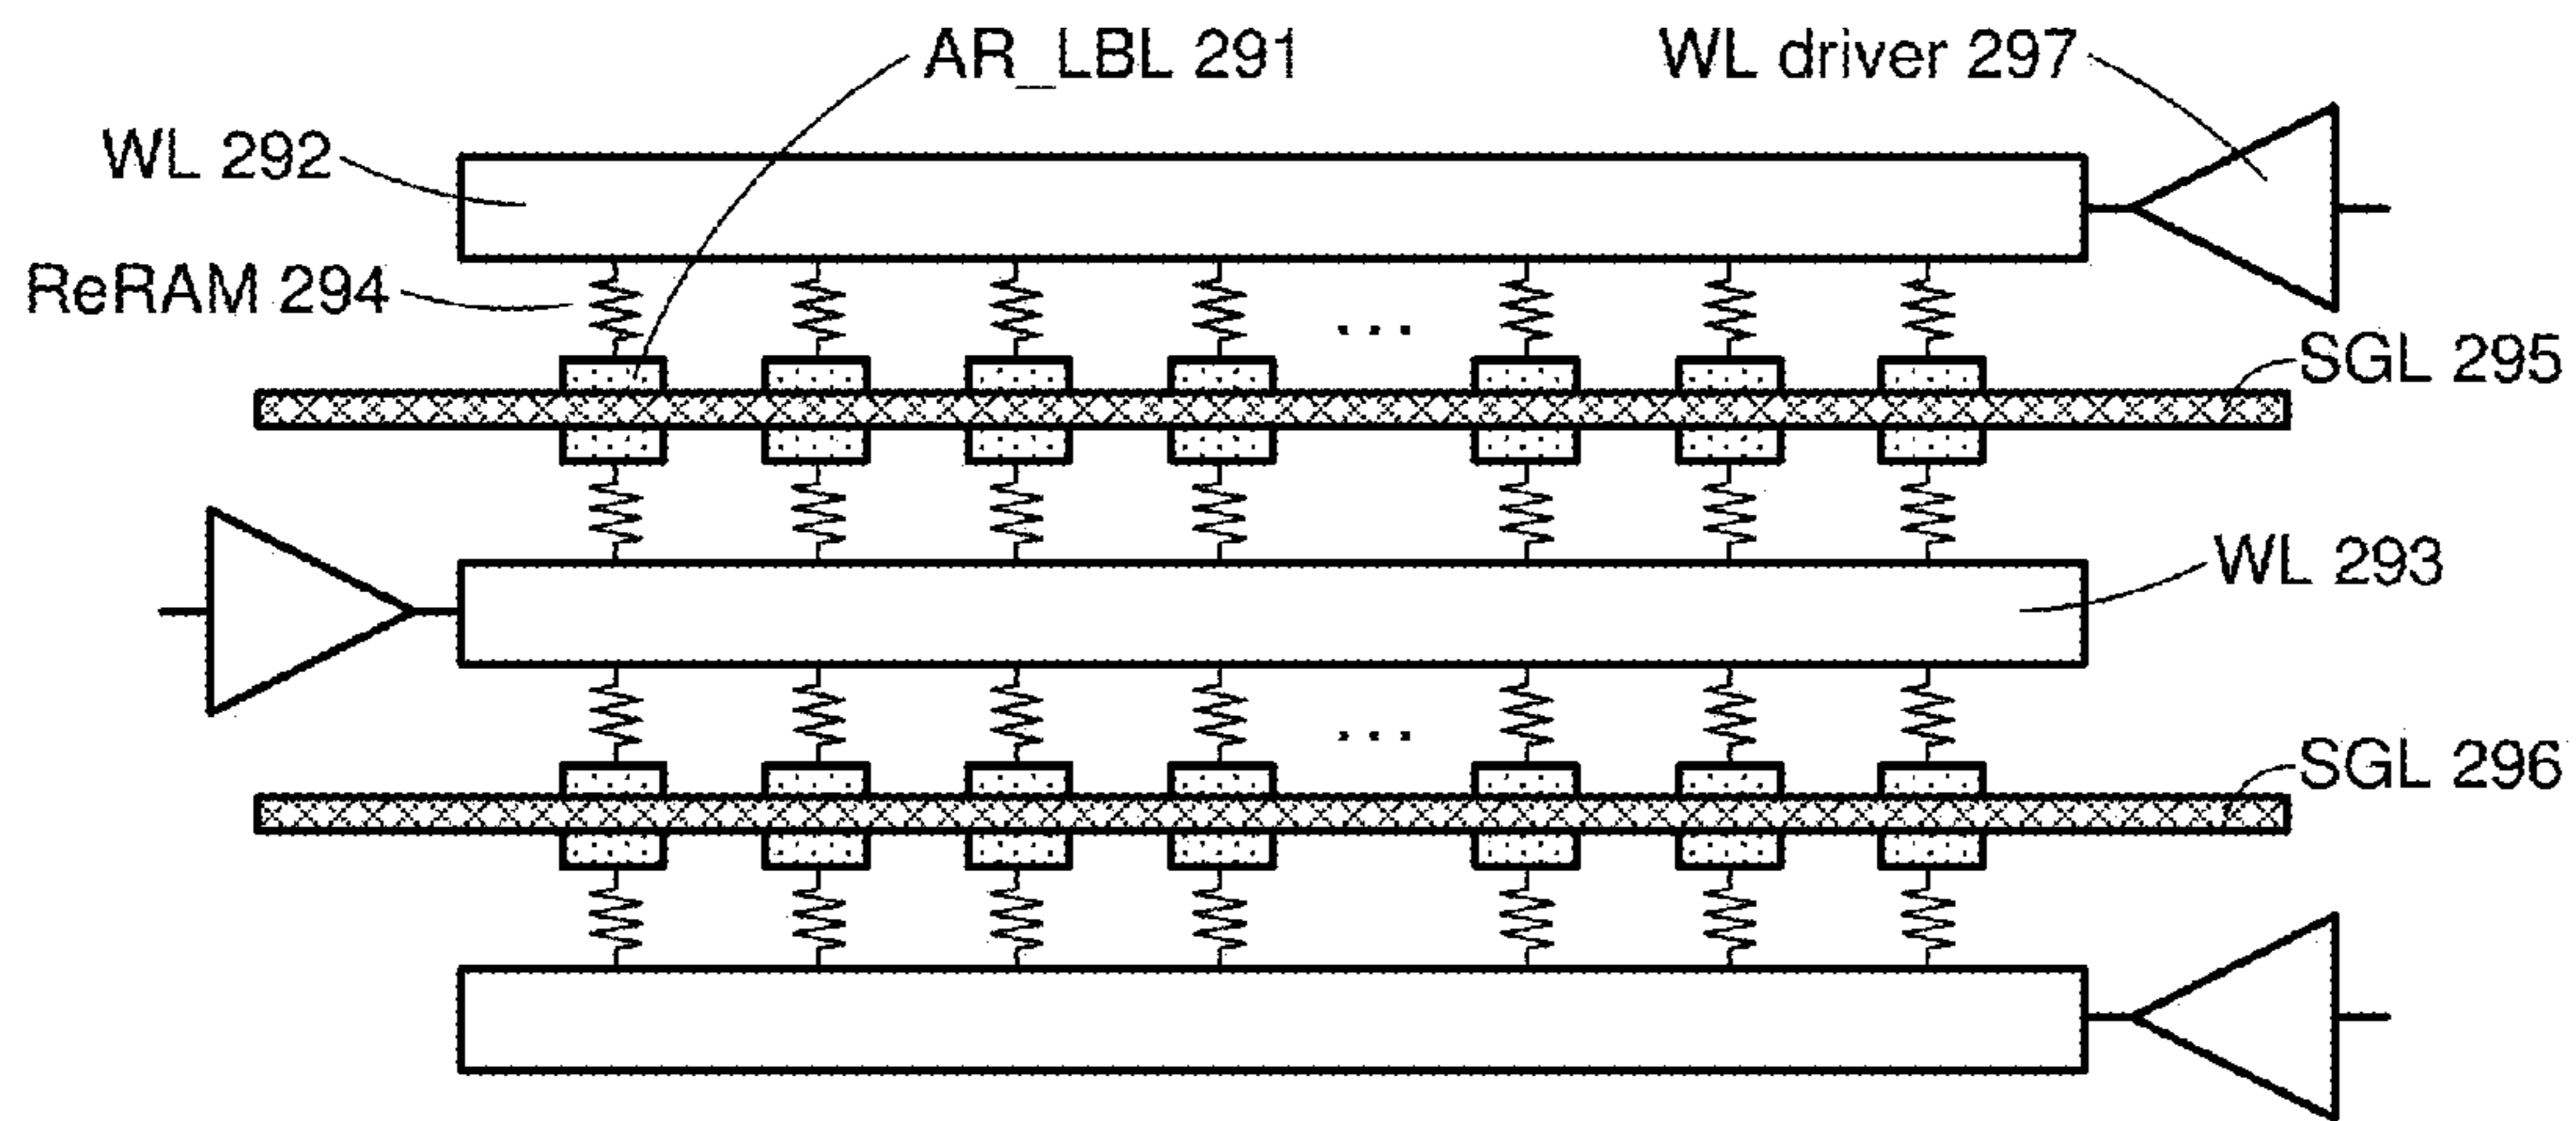 AR_LBL 291
WL driver 297
WL 292
ReRAM 294
...
SGL 295
WL 293
...
SGL 296